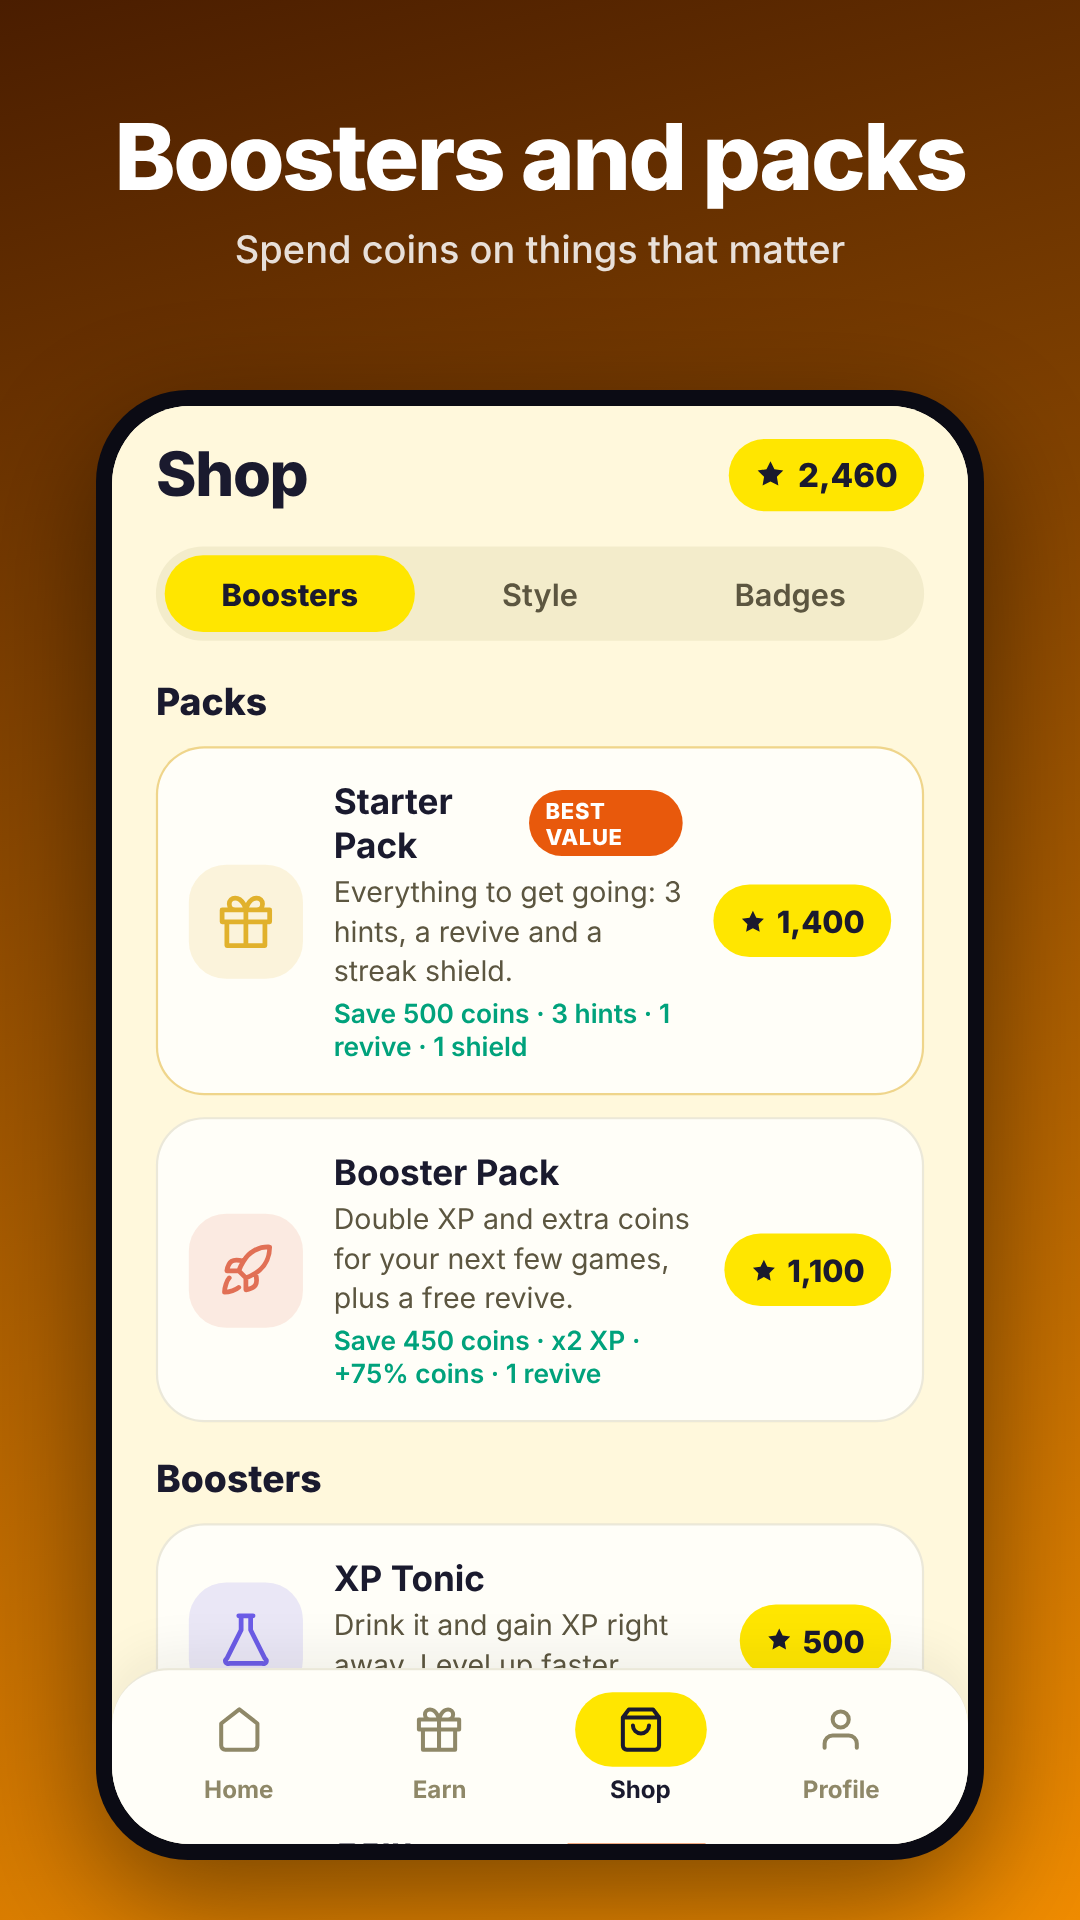 Boosters and packs
Spend coins on things that matter
Shop
★ 2,460
Boosters
Style
Badges
Packs
Starter
Pack
BEST
VALUE
Everything to get going: 3
hints, a revive and a
streak shield.
Save 500 coins · 3 hints · 1
revive · 1 shield
★ 1,400
Booster Pack
Double XP and extra coins
for your next few games,
plus a free revive.
Save 450 coins · x2 XP ·
+75% coins · 1 revive
★ 1,100
Boosters
XP Tonic
Drink it and gain XP right
away. Level up faster
★ 500
Home
Earn
Shop
Profile